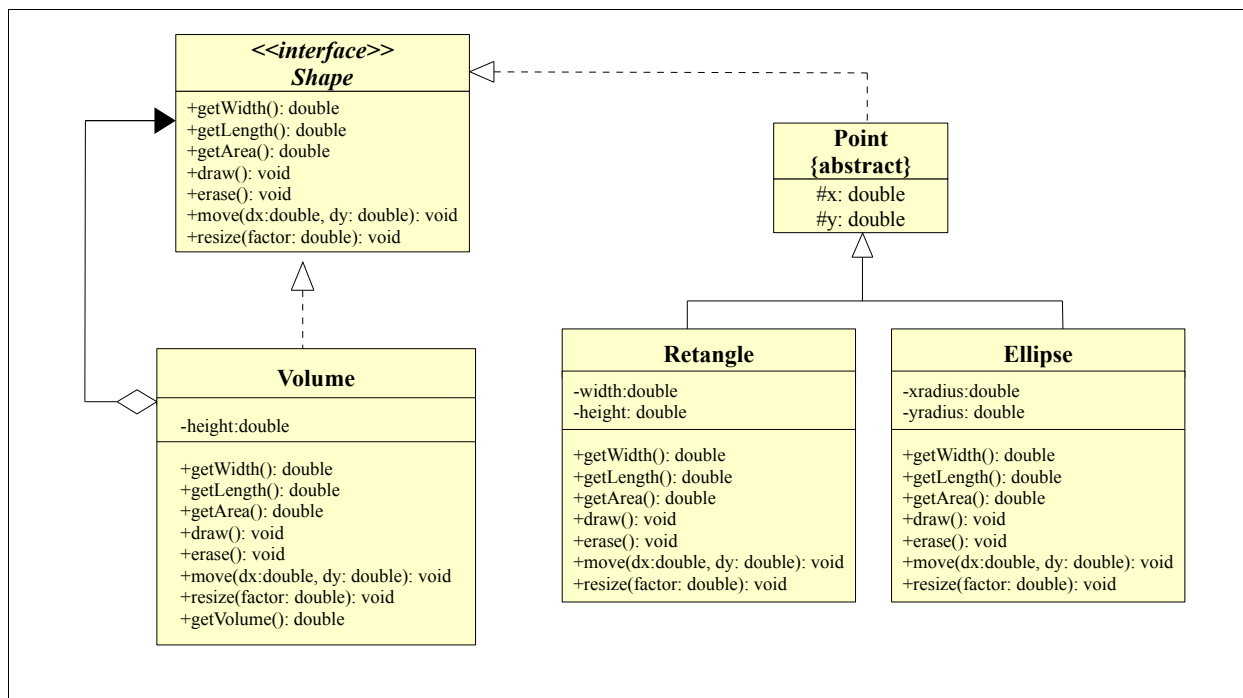 <<interface>>
Shape
+getWidth(): double
+getLength(): double
+getArea(): double
+draw(): void
+erase(): void
+move(dx:double, dy: double): void
+resize(factor: double): void
Point
{abstract}
#x: double
#y: double
Volume
-height:double
+getWidth(): double
+getLength(): double
+getArea(): double
+draw(): void
+erase(): void
+move(dx:double, dy: double): void
+resize(factor: double): void
+getVolume(): double
Retangle
-width:double
-height: double
+getWidth(): double
+getLength(): double
+getArea(): double
+draw(): void
+erase(): void
+move(dx:double, dy: double): void
+resize(factor: double): void
Ellipse
-xradius:double
-yradius: double
+getWidth(): double
+getLength(): double
+getArea(): double
+draw(): void
+erase(): void
+move(dx:double, dy: double): void
+resize(factor: double): void